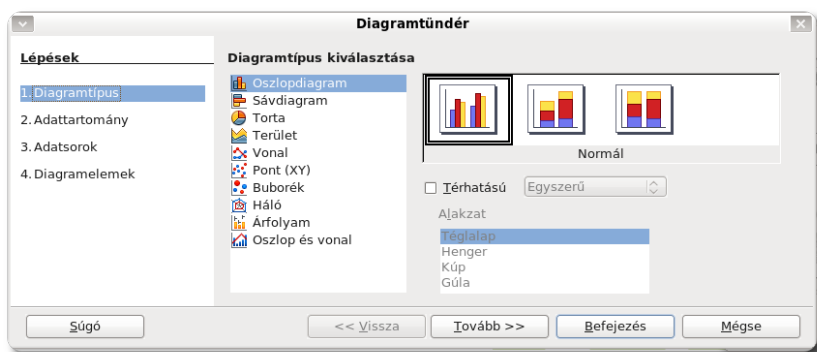 Diagramtündér
Lépések
1. Diagramtípus
2. Adattartomány
3. Adatsorok
4. Diagramelemek
Diagramtípus kiválasztása
Oszlopdiagram
Sávdiagram
Torta
Terület
Vonal
Pont (XY)
Buborék
Háló
Árfolyam
Oszlop és vonal
Normál
Térhatású
Egyszerű
Alakzat
Téglalap
Henger
Kúp
Gúla
Súgó
<< Vissza
Tovább >>
Befejezés
Mégse